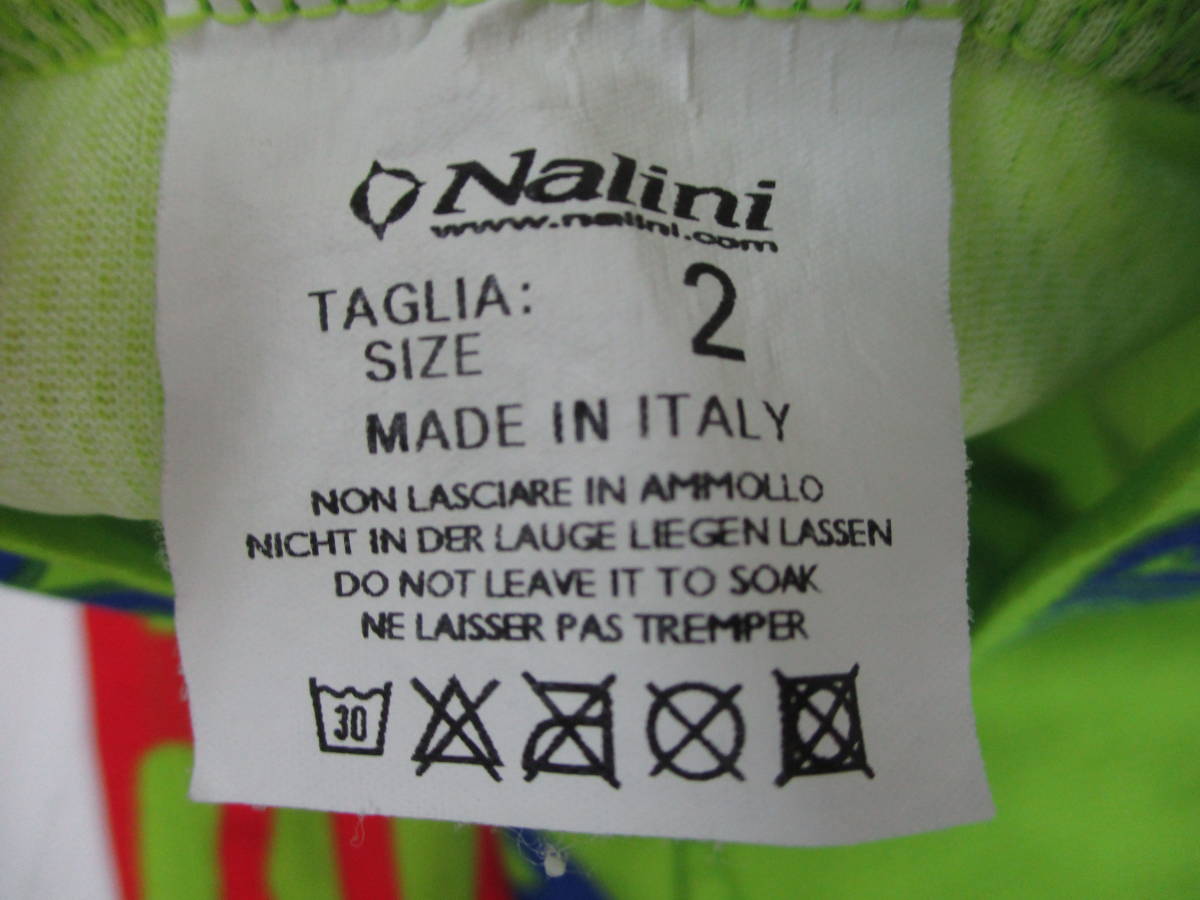 Nalini
www.nalini.com
TAGLIA: 2
SIZE
MADE IN ITALY
NON LASCIARE IN AMMOLLO
NICHT IN DER LAUGE LIEGEN LASSEN
DO NOT LEAVE IT TO SOAK
NE LAISSER PAS TREMPER
30